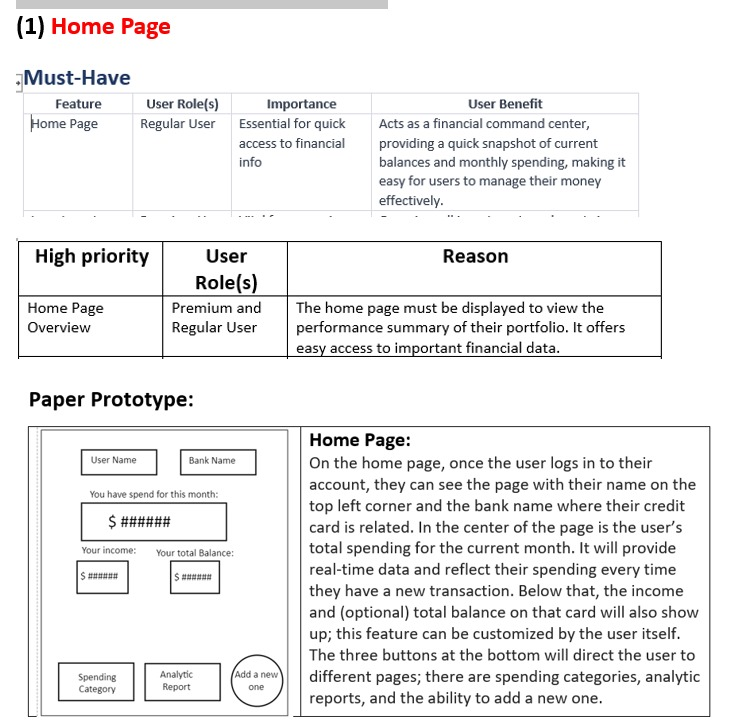 (1) Home Page
Must-Have
Feature User Role(s) Importance User Benefit
Home Page Regular User Essential for quick Acts as a financial command center,
access to financial providing a quick snapshot of current
info balances and monthly spending, making it
easy for users to manage their money
effectively.
High priority User Reason
Role(s)
Home Page Premium and The home page must be displayed to view the
Overview Regular User performance summary of their portfolio. It offers
easy access to important financial data.
Paper Prototype:
User Name Bank Name
You have spend for this month:
$ ######
Your income: Your total Balance:
$ ###### $ ######
Spending Analytic Add a new
Category Report one
Home Page:
On the home page, once the user logs in to their
account, they can see the page with their name on the
top left corner and the bank name where their credit
card is related. In the center of the page is the user's
total spending for the current month. It will provide
real-time data and reflect their spending every time
they have a new transaction. Below that, the income
and (optional) total balance on that card will also show
up; this feature can be customized by the user itself.
The three buttons at the bottom will direct the user to
different pages; there are spending categories, analytic
reports, and the ability to add a new one.